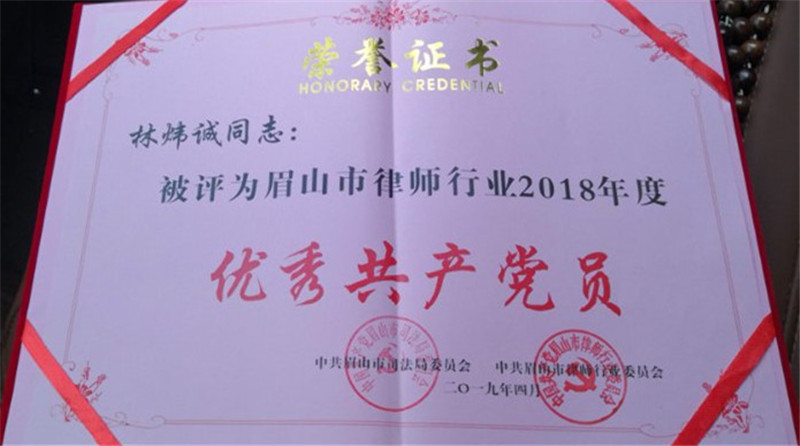 荣誉证书
HONORARY CREDENTIAL
林炜诚同志：
被评为眉山市律师行业2018年度
优秀共产党员
中共眉山市司法局委员会 中共眉山市律师行业委员会
二〇一九年四月